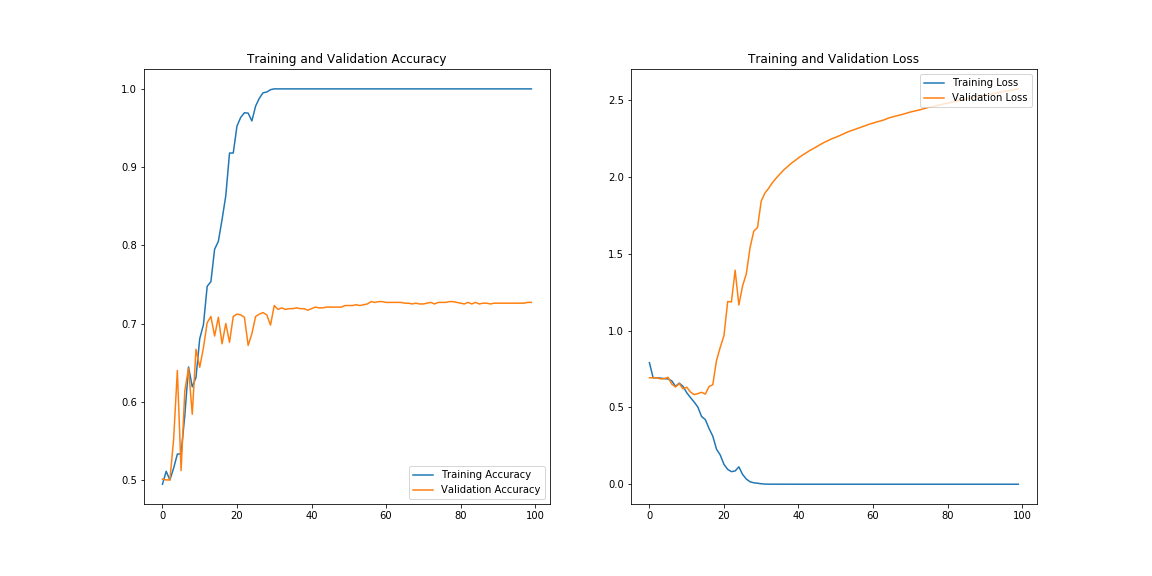 Training and Validation Accuracy
1.0
0.9
0.8
0.7
0.6
0.5
0 20 40 60 80 100
Training Accuracy
Validation Accuracy
Training and Validation Loss
2.5
2.0
1.5
1.0
0.5
0.0
0 20 40 60 80 100
Training Loss
Validation Loss